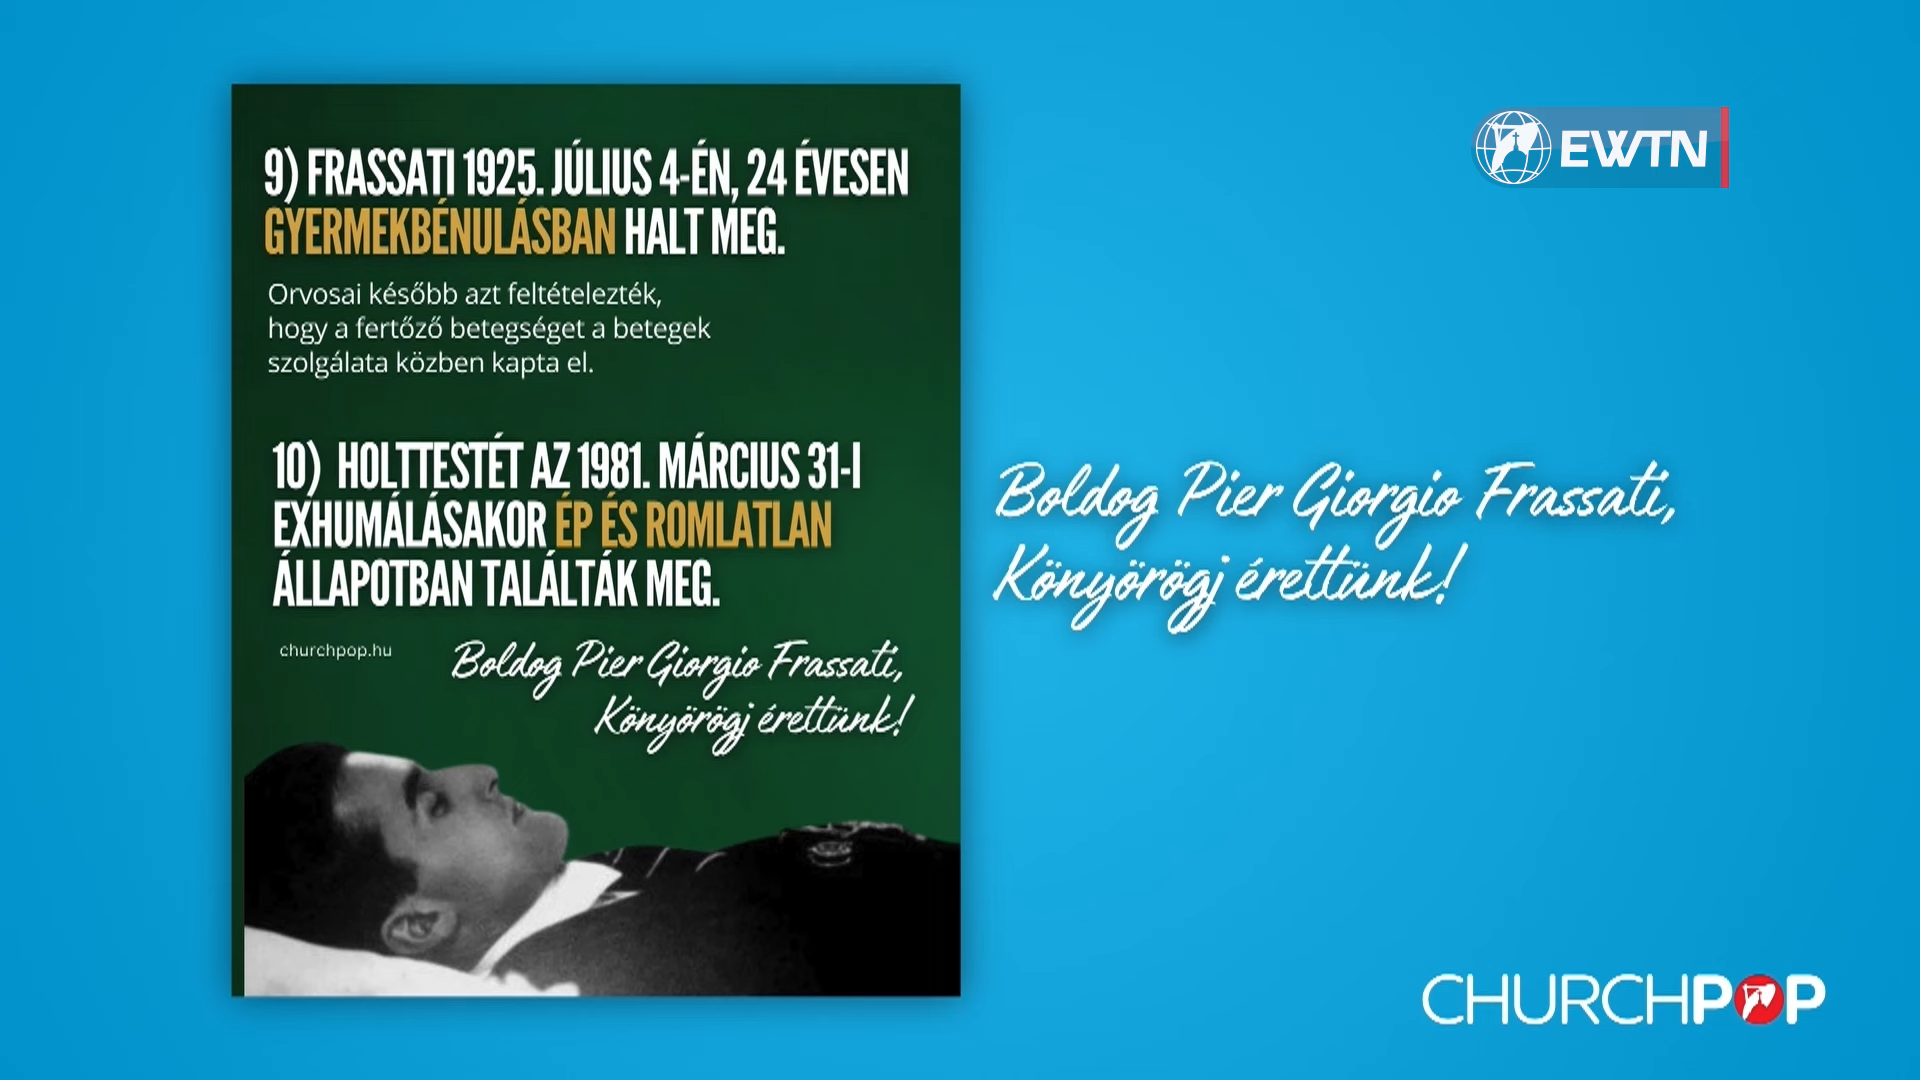 9) FRASSATI 1925. JÚLIUS 4-ÉN, 24 ÉVESEN
GYERMEKBÉNULÁSBAN HALT MEG.
Orvosai később azt feltételezték,
hogy a fertőző betegséget a betegek
szolgálata közben kapta el.
10) HOLTTESTÉT AZ 1981. MÁRCIUS 31-I
EXHUMÁLÁSAKOR ÉP ÉS ROMLATLAN
ÁLLAPOTBAN TALÁLTÁK MEG.
churchpop.hu
Boldog Pier Giorgio Frassati,
Könyörögj érettünk!
EWTN
Boldog Pier Giorgio Frassati,
Könyörögj érettünk!
CHURCHPOP